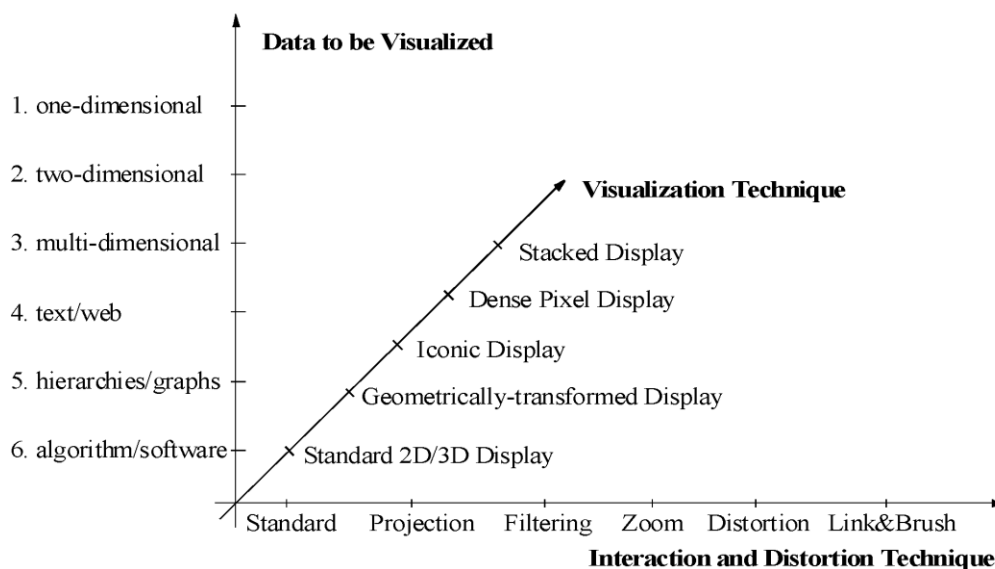 Data to be Visualized
1. one-dimensional
2. two-dimensional
Visualization Technique
3. multi-dimensional
Stacked Display
Dense Pixel Display
4. text/web
Iconic Display
5. hierarchies/graphs
Geometrically-transformed Display
6. algorithm/software
Standard 2D/3D Display
Standard Projection Filtering Zoom Distortion Link&Brush
Interaction and Distortion Technique